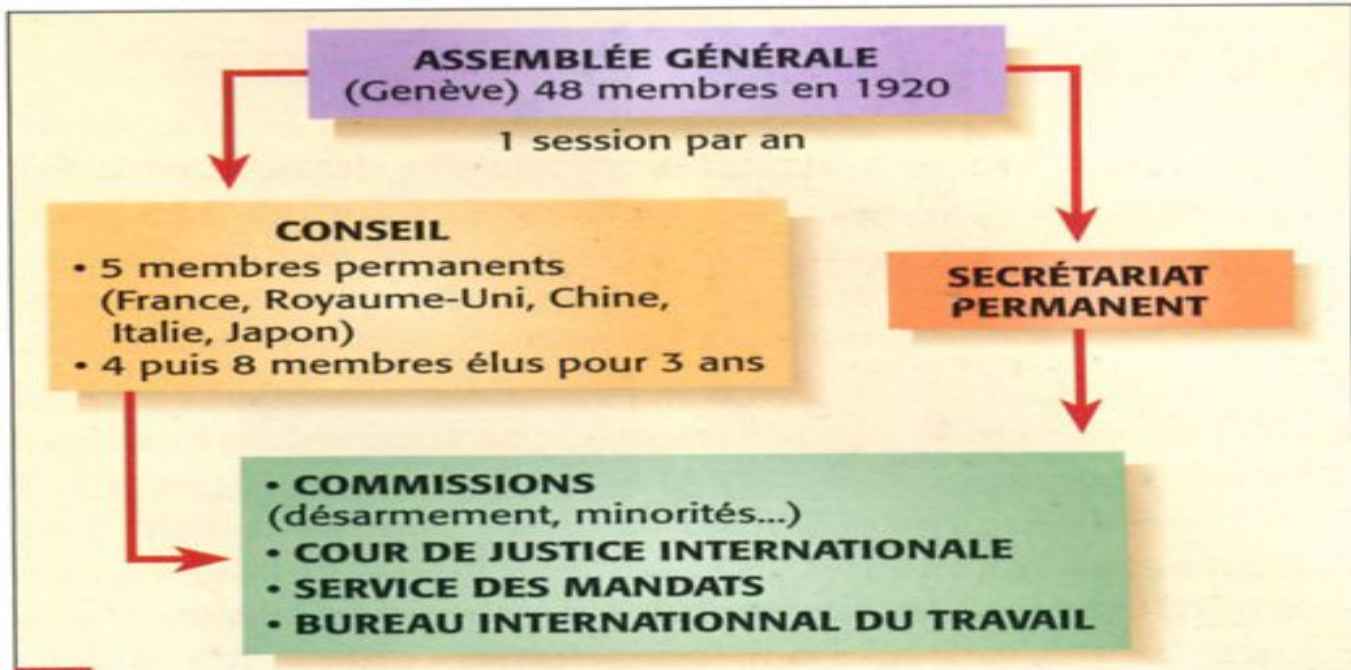 ASSEMBLÉE GÉNÉRALE
(Genève) 48 membres en 1920
1 session par an
CONSEIL
• 5 membres permanents
(France, Royaume-Uni, Chine,
Italie, Japon)
• 4 puis 8 membres élus pour 3 ans
SECRÉTARIAT
PERMANENT
• COMMISSIONS
(désarmement, minorités...)
• COUR DE JUSTICE INTERNATIONALE
• SERVICE DES MANDATS
• BUREAU INTERNATIONNAL DU TRAVAIL